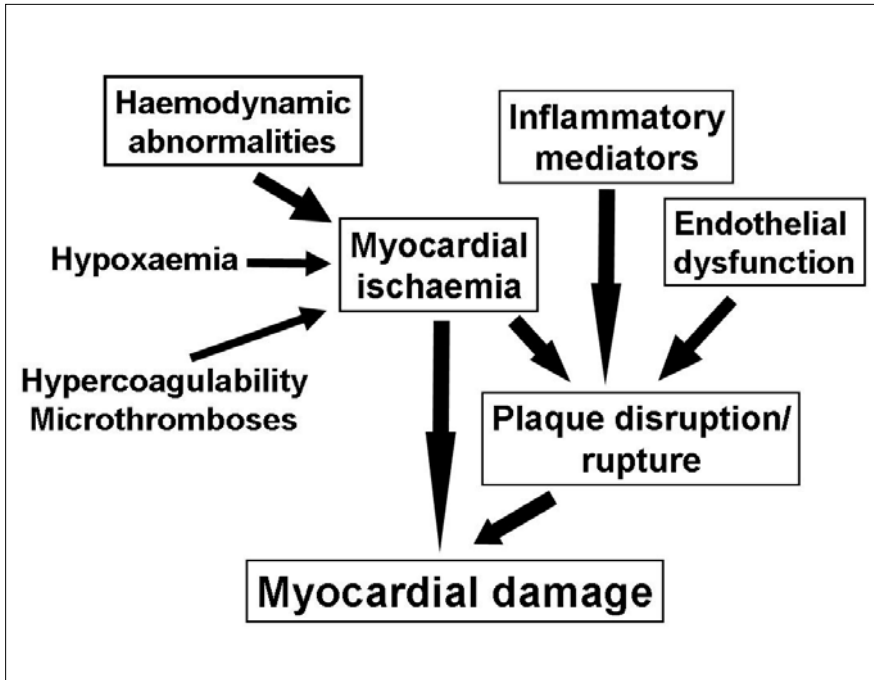 Haemodynamic
abnormalities
Inflammatory
mediators
Endothelial
dysfunction
Myocardial
ischaemia
Hypoxaemia
Hypercoagulability
Microthromboses
Plaque disruption/
rupture
Myocardial damage